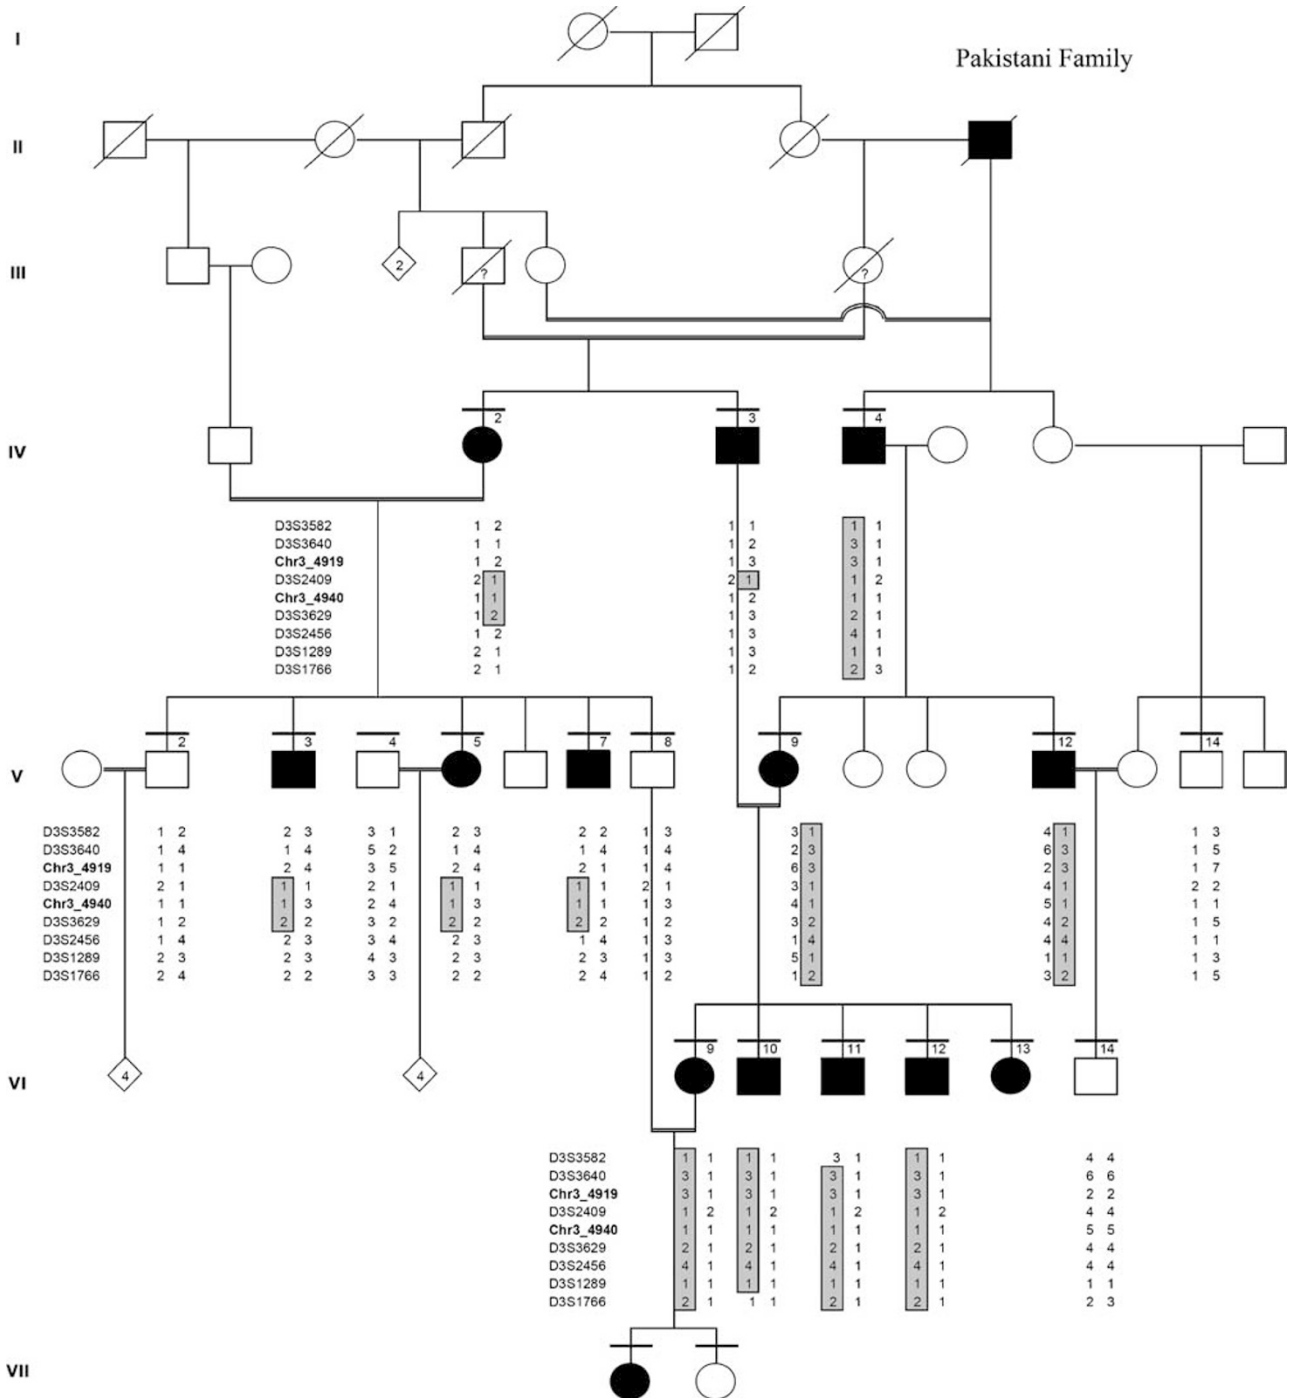 Pakistani Family
I
II
III
2
?
?
IV
2 3 4
D3S3582 1 2 1 1 1 1
D3S3640 1 1 1 2 3 1
Chr3_4919 1 2 1 3 3 1
D3S2409 2 1 2 1 1 2
Chr3_4940 1 1 1 2 1 1
D3S3629 1 2 1 3 2 1
D3S2456 1 2 1 3 4 1
D3S1289 2 1 1 3 1 1
D3S1766 2 1 1 2 2 3
V
2 3 4 5 7 8 9 12 14
D3S3582 1 2 2 3 3 1 2 3 2 2 1 3 3 1 4 1 1 3
D3S3640 1 4 1 4 5 2 1 4 1 4 1 4 2 3 6 3 1 5
Chr3_4919 1 1 2 4 3 5 2 4 2 1 1 4 6 3 2 3 1 7
D3S2409 2 1 1 1 2 1 1 1 1 1 2 1 3 1 4 1 2 2
Chr3_4940 1 1 1 3 2 4 1 3 1 1 1 3 4 1 5 1 1 1
D3S3629 1 2 2 2 3 2 2 2 2 2 1 2 3 2 4 2 1 5
D3S2456 1 4 2 3 3 4 2 3 1 4 1 3 1 4 4 4 1 1
D3S1289 2 3 2 3 4 3 2 3 2 3 1 3 5 1 1 1 1 3
D3S1766 2 4 2 2 3 3 2 2 2 4 1 2 1 2 3 2 1 5
VI
4 4 9 10 11 12 13 14
D3S3582 1 1 1 1 3 1 1 1 4 4
D3S3640 3 1 3 1 3 1 3 1 6 6
Chr3_4919 3 1 3 1 3 1 3 1 2 2
D3S2409 1 2 1 2 1 2 1 2 4 4
Chr3_4940 1 1 1 1 1 1 1 1 5 5
D3S3629 2 1 2 1 2 1 2 1 4 4
D3S2456 4 1 4 1 4 1 4 1 4 4
D3S1289 1 1 1 1 1 1 1 1 1 1
D3S1766 2 1 1 1 2 1 2 1 2 3
VII